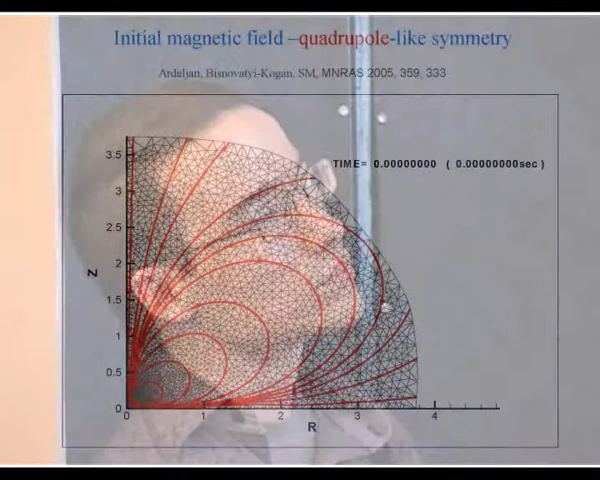 Initial magnetic field –quadrupole-like symmetry
Ardeljan, Bisnovatyi-Kogan, SM, MNRAS 2005, 359, 333
TIME= 0.00000000 ( 0.00000000sec )
3.5
3
2.5
2
Z
1.5
1
0.5
0
0 1 2 3 4
R